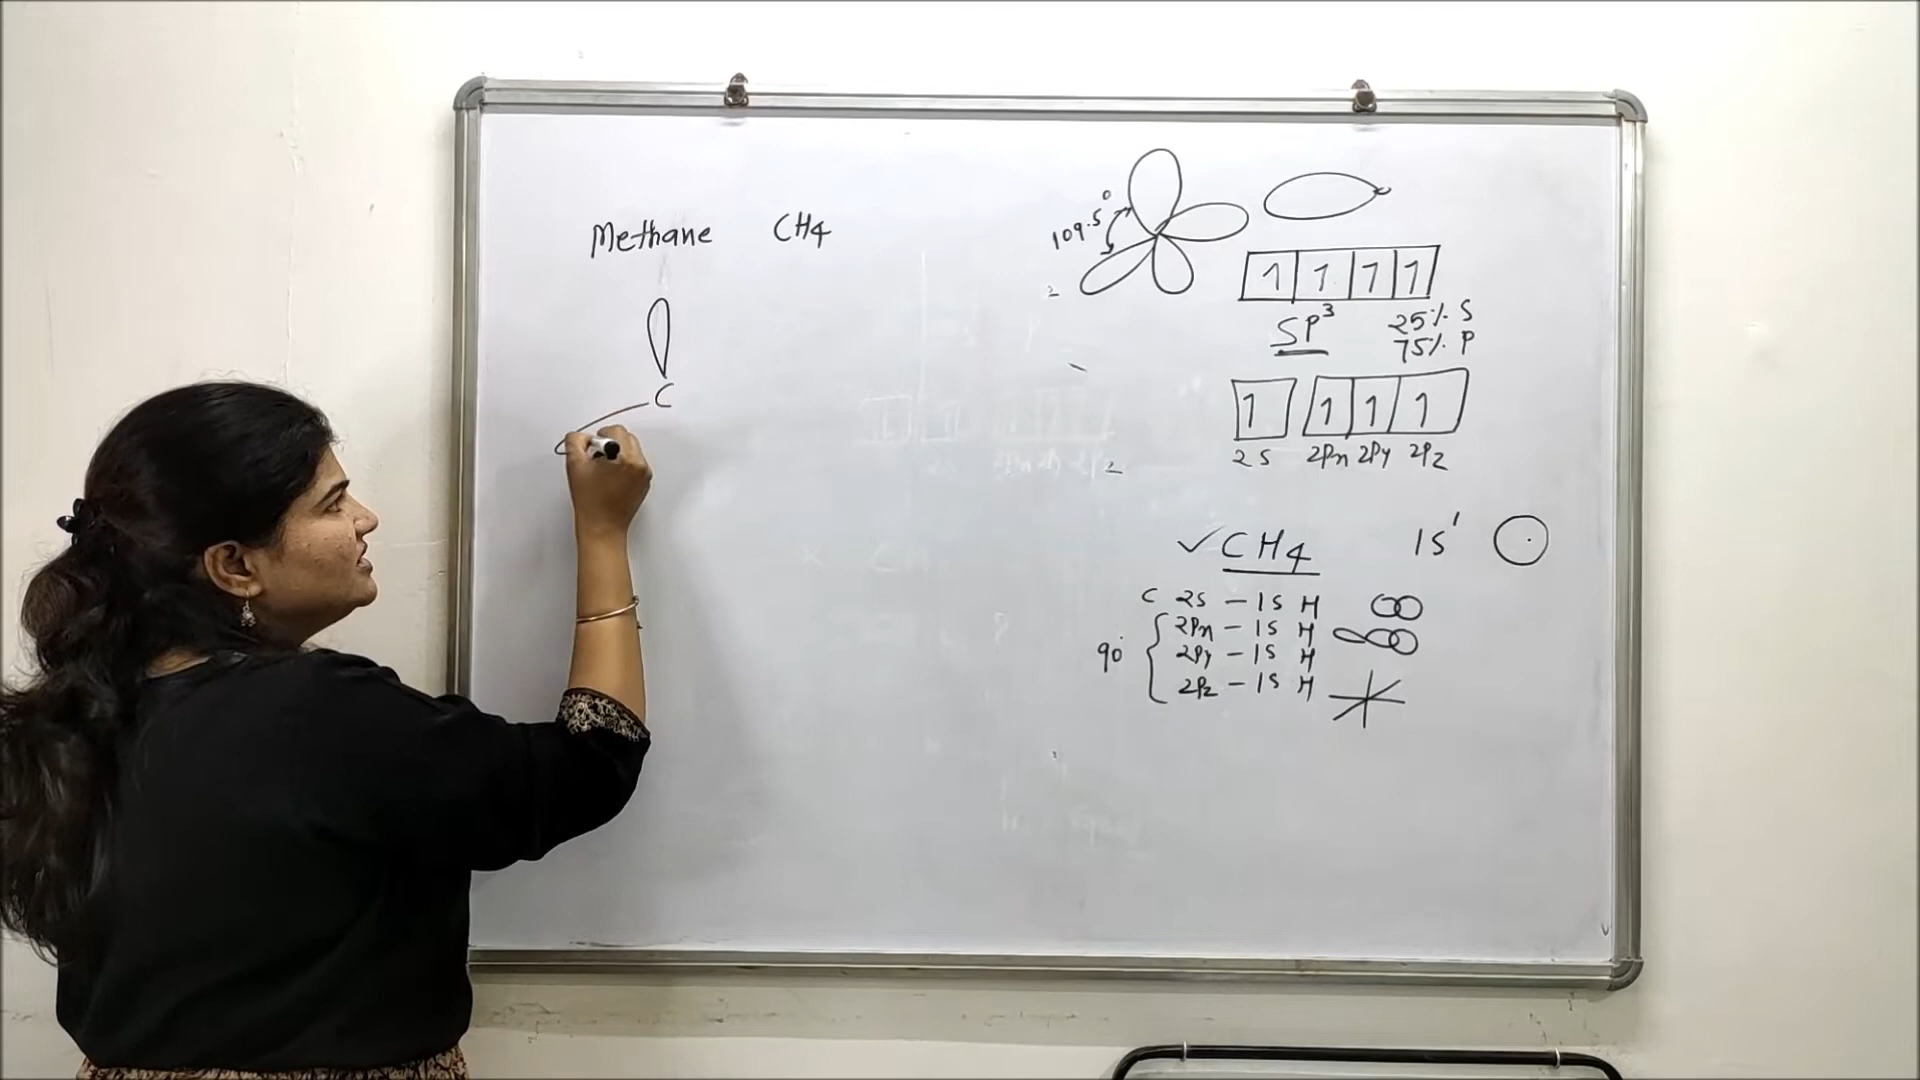 Methane CH4
C
109.5°
1 1 1 1
SP³ 25% S
75% P
1 1 1 1
2S 2Px 2Py 2Pz
✓ CH4 1S¹
C 2S – 1S H
2Px – 1S H
90° 2Py – 1S H
2Pz – 1S H